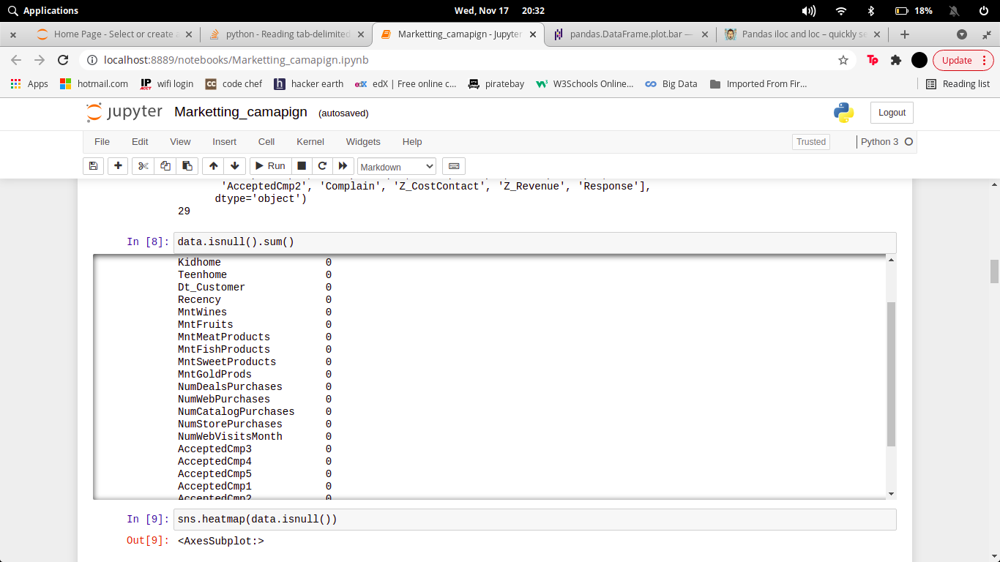 Applications
Wed, Nov 17 20:32
18%
Home Page - Select or create a
python - Reading tab-delimited
Marketting_camapign - Jupyter
pandas.DataFrame.plot.bar —
Pandas iloc and loc – quickly se
localhost:8889/notebooks/Marketting_camapign.ipynb
Tp
Update
Apps
hotmail.com
IP ACCT
wifi login
CC
code chef
h
hacker earth
edX
edX | Free online c...
piratebay
W3Schools Online...
Big Data
Imported From Fir...
Reading list
jupyter Marketting_camapign (autosaved)
Logout
File Edit View Insert Cell Kernel Widgets Help
Trusted
Python 3
Run
Markdown
'AcceptedCmp2', 'Complain', 'Z_CostContact', 'Z_Revenue', 'Response'],
dtype='object')
29
In [8]: data.isnull().sum()
Kidhome 0
Teenhome 0
Dt_Customer 0
Recency 0
MntWines 0
MntFruits 0
MntMeatProducts 0
MntFishProducts 0
MntSweetProducts 0
MntGoldProds 0
NumDealsPurchases 0
NumWebPurchases 0
NumCatalogPurchases 0
NumStorePurchases 0
NumWebVisitsMonth 0
AcceptedCmp3 0
AcceptedCmp4 0
AcceptedCmp5 0
AcceptedCmp1 0
AcceptedCmp2 0
In [9]: sns.heatmap(data.isnull())
Out[9]: <AxesSubplot:>